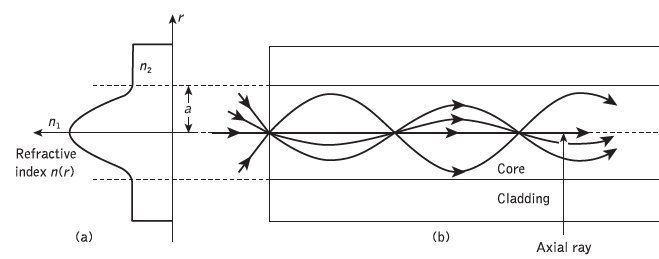 r
n2
a
n1
Refractive
index n(r)
Core
Cladding
(a)
(b)
Axial ray